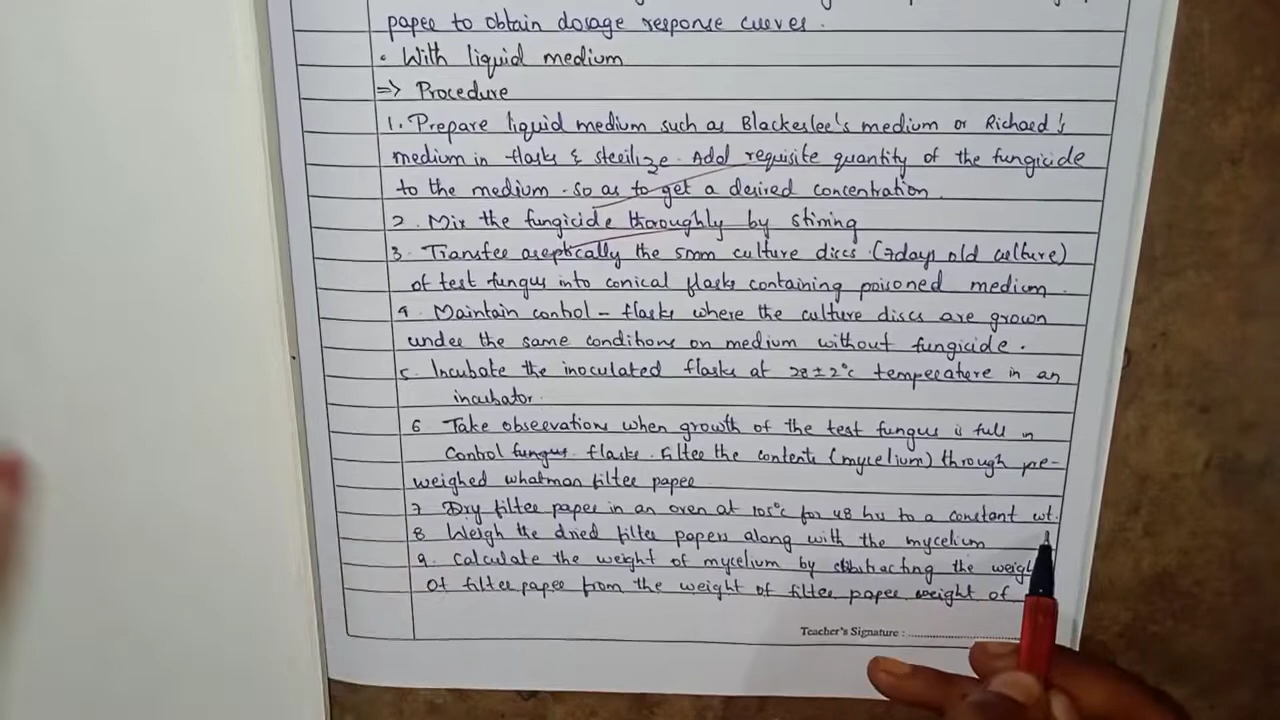 paper to obtain dosage response curves.
• With liquid medium
=> Procedure
1. Prepare liquid medium such as Blackeslee's medium or Richard's
medium in flasks & sterilize. Add requisite quantity of the fungicide
to the medium. so as to get a desired concentration.
2. Mix the fungicide thoroughly by stirring
3. Transfer aseptically the 5mm culture discs (7days old culture)
of test fungus into conical flasks containing poisoned medium.
4. Maintain control - flasks where the culture discs are grown
under the same conditions on medium without fungicide.
5. Incubate the inoculated flasks at 28±2°c temperature in an
incubator.
6 Take observations when growth of the test fungus is full in
Control fungus flasks. Filter the contents (mycelium) through pre-
weighed whatman filter paper
7 Dry filter papers in an oven at 105°c for 48 hrs to a constant wt.
8 Weigh the dried filter papers along with the mycelium
9. Calculate the weight of mycelium by subtracting the weigh
of filter paper from the weight of filter paper weight of
Teacher's Signature : ........................